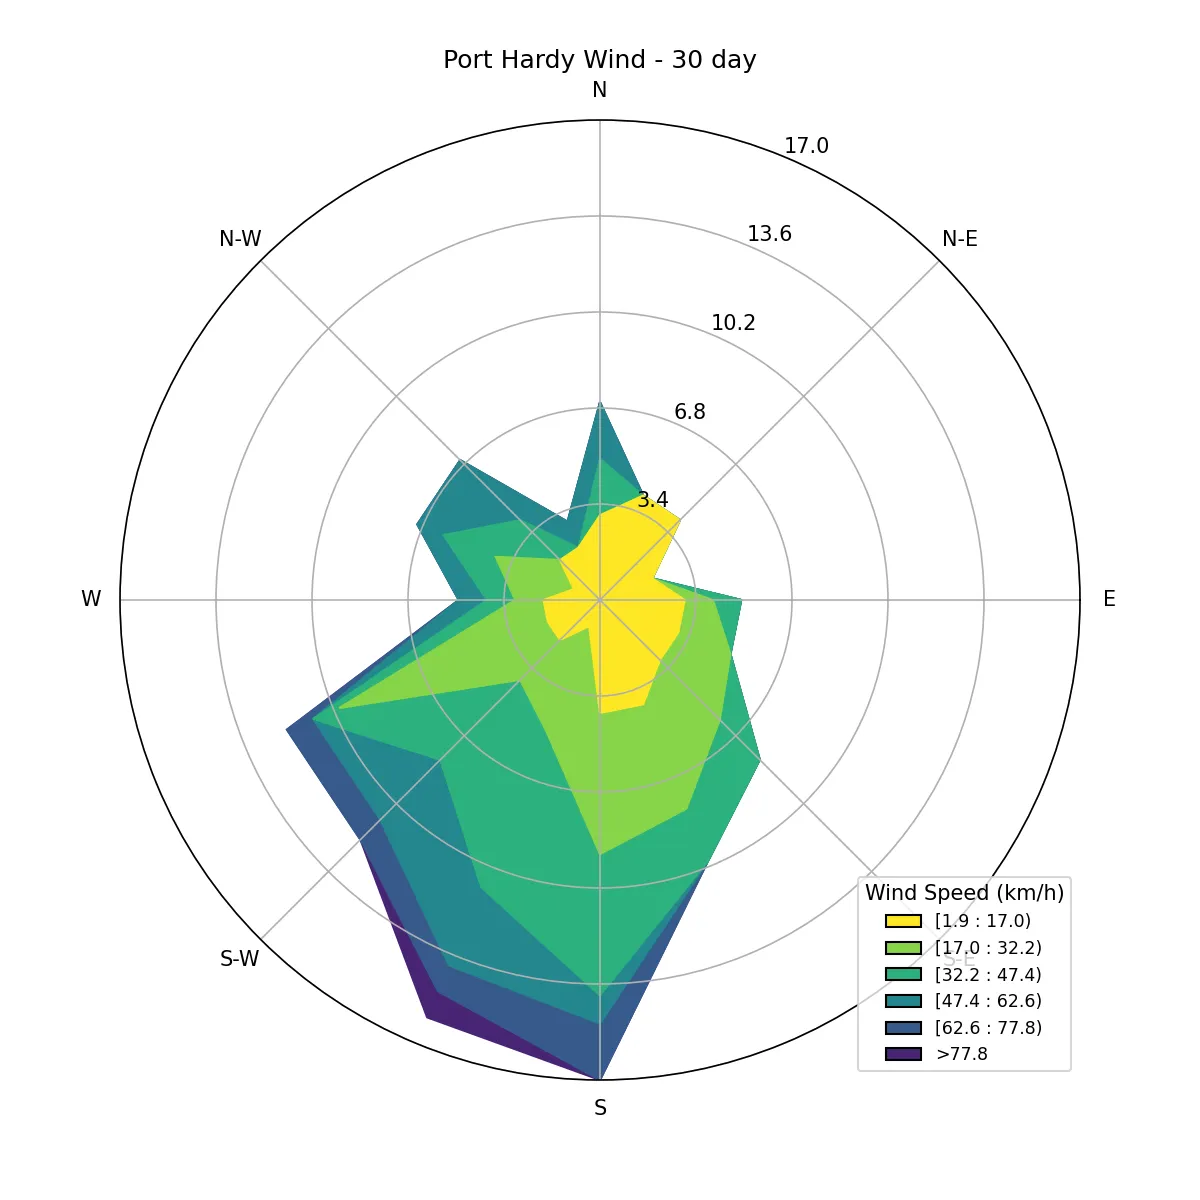 Port Hardy Wind - 30 day
N
17.0
N-W
N-E
13.6
10.2
6.8
3.4
W
E
S-W
S-E
S
Wind Speed (km/h)
[1.9 : 17.0)
[17.0 : 32.2)
[32.2 : 47.4)
[47.4 : 62.6)
[62.6 : 77.8)
>77.8